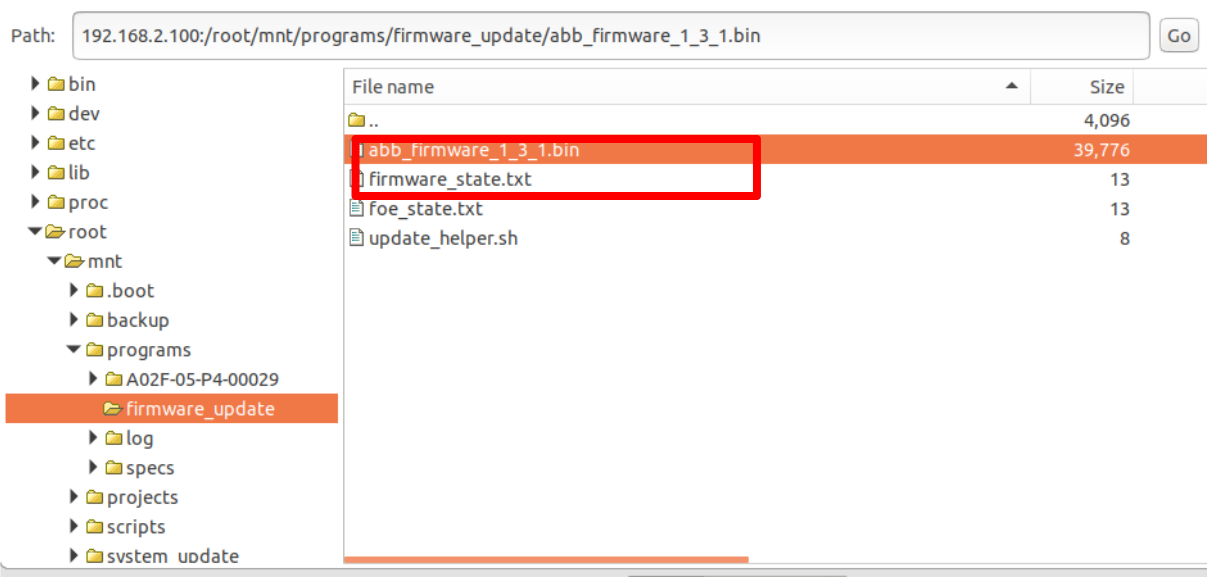 Path: 192.168.2.100:/root/mnt/programs/firmware_update/abb_firmware_1_3_1.bin Go
bin
dev
etc
lib
proc
root
mnt
.boot
backup
programs
A02F-05-P4-00029
firmware_update
log
specs
projects
scripts
system_update
File name Size
.. 4,096
abb_firmware_1_3_1.bin 39,776
firmware_state.txt 13
foe_state.txt 13
update_helper.sh 8